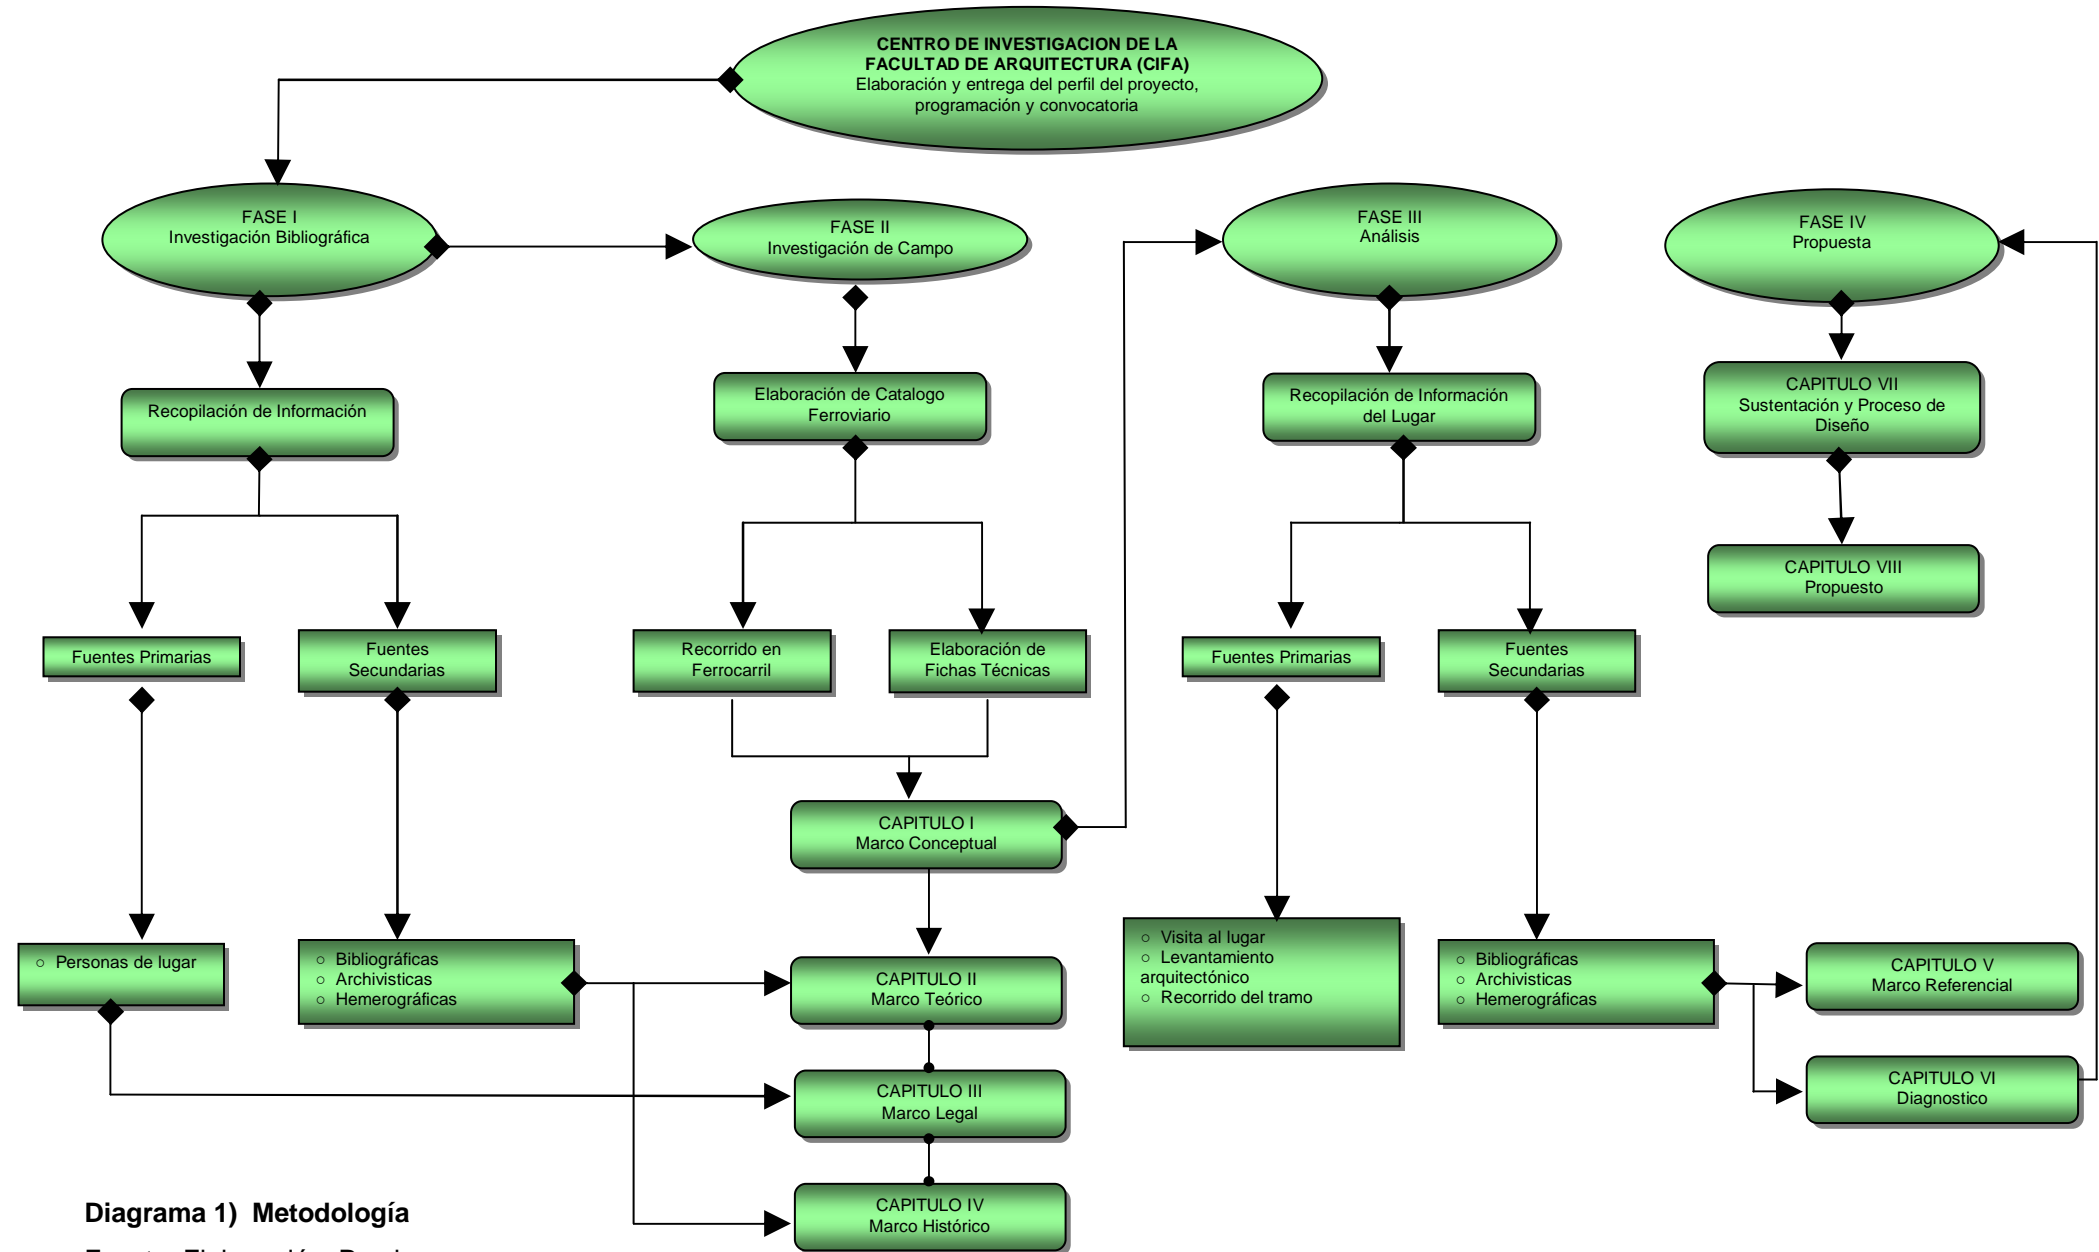 CENTRO DE INVESTIGACION DE LA
FACULTAD DE ARQUITECTURA (CIFA)
Elaboración y entrega del perfil del proyecto,
programación y convocatoria
FASE I
Investigación Bibliográfica
FASE II
Investigación de Campo
FASE III
Análisis
FASE IV
Propuesta
Recopilación de Información
Elaboración de Catalogo
Ferroviario
Recopilación de Información
del Lugar
CAPITULO VII
Sustentación y Proceso de
Diseño
CAPITULO VIII
Propuesto
Fuentes Primarias
Fuentes
Secundarias
Recorrido en
Ferrocarril
Elaboración de
Fichas Técnicas
Fuentes Primarias
Fuentes
Secundarias
CAPITULO I
Marco Conceptual
○ Personas de lugar
○ Bibliográficas
○ Archivisticas
○ Hemerográficas
CAPITULO II
Marco Teórico
○ Visita al lugar
○ Levantamiento
arquitectónico
○ Recorrido del tramo
○ Bibliográficas
○ Archivisticas
○ Hemerográficas
CAPITULO V
Marco Referencial
CAPITULO III
Marco Legal
CAPITULO VI
Diagnostico
CAPITULO IV
Marco Histórico
Diagrama 1) Metodología